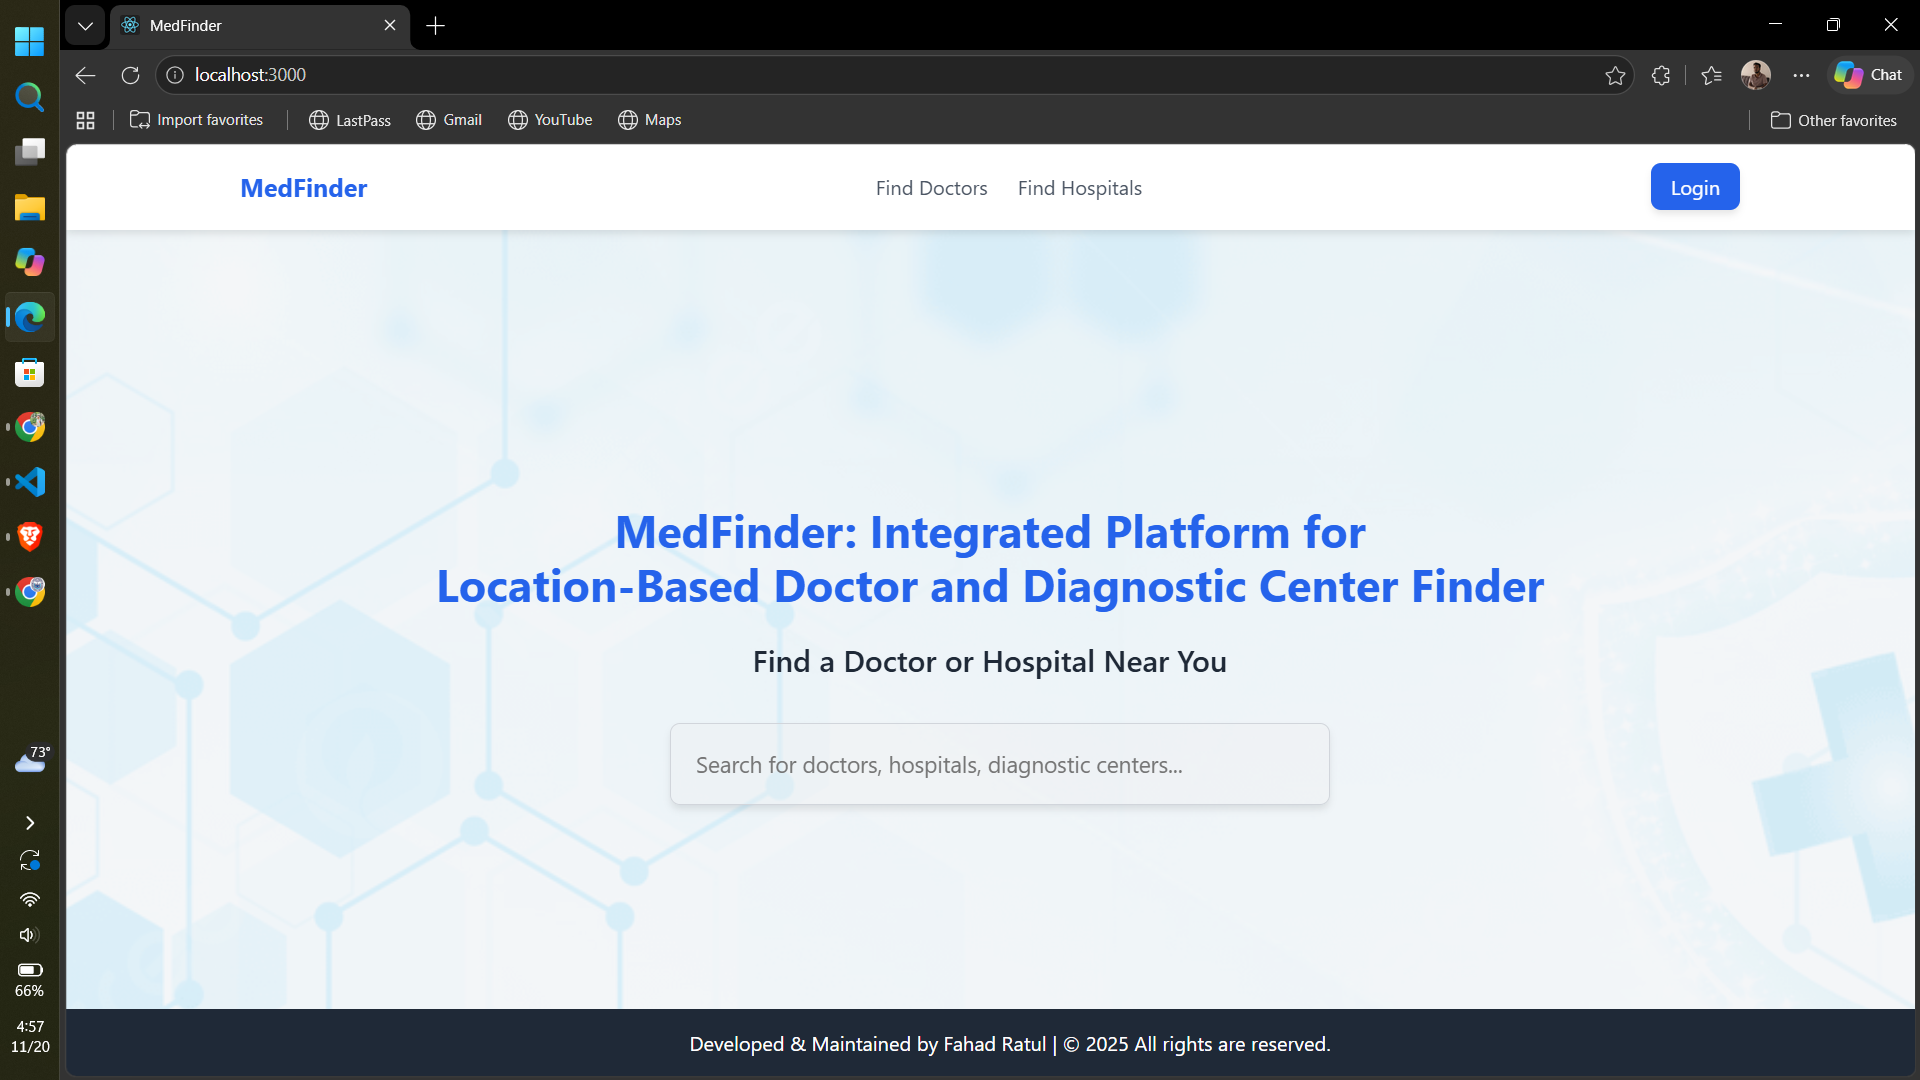 MedFinder
localhost:3000
Chat
Import favorites
LastPass
Gmail
YouTube
Maps
Other favorites
MedFinder
Find Doctors
Find Hospitals
Login
MedFinder: Integrated Platform for
Location-Based Doctor and Diagnostic Center Finder
Find a Doctor or Hospital Near You
Search for doctors, hospitals, diagnostic centers...
Developed & Maintained by Fahad Ratul | © 2025 All rights are reserved.
73°
66%
4:57
11/20